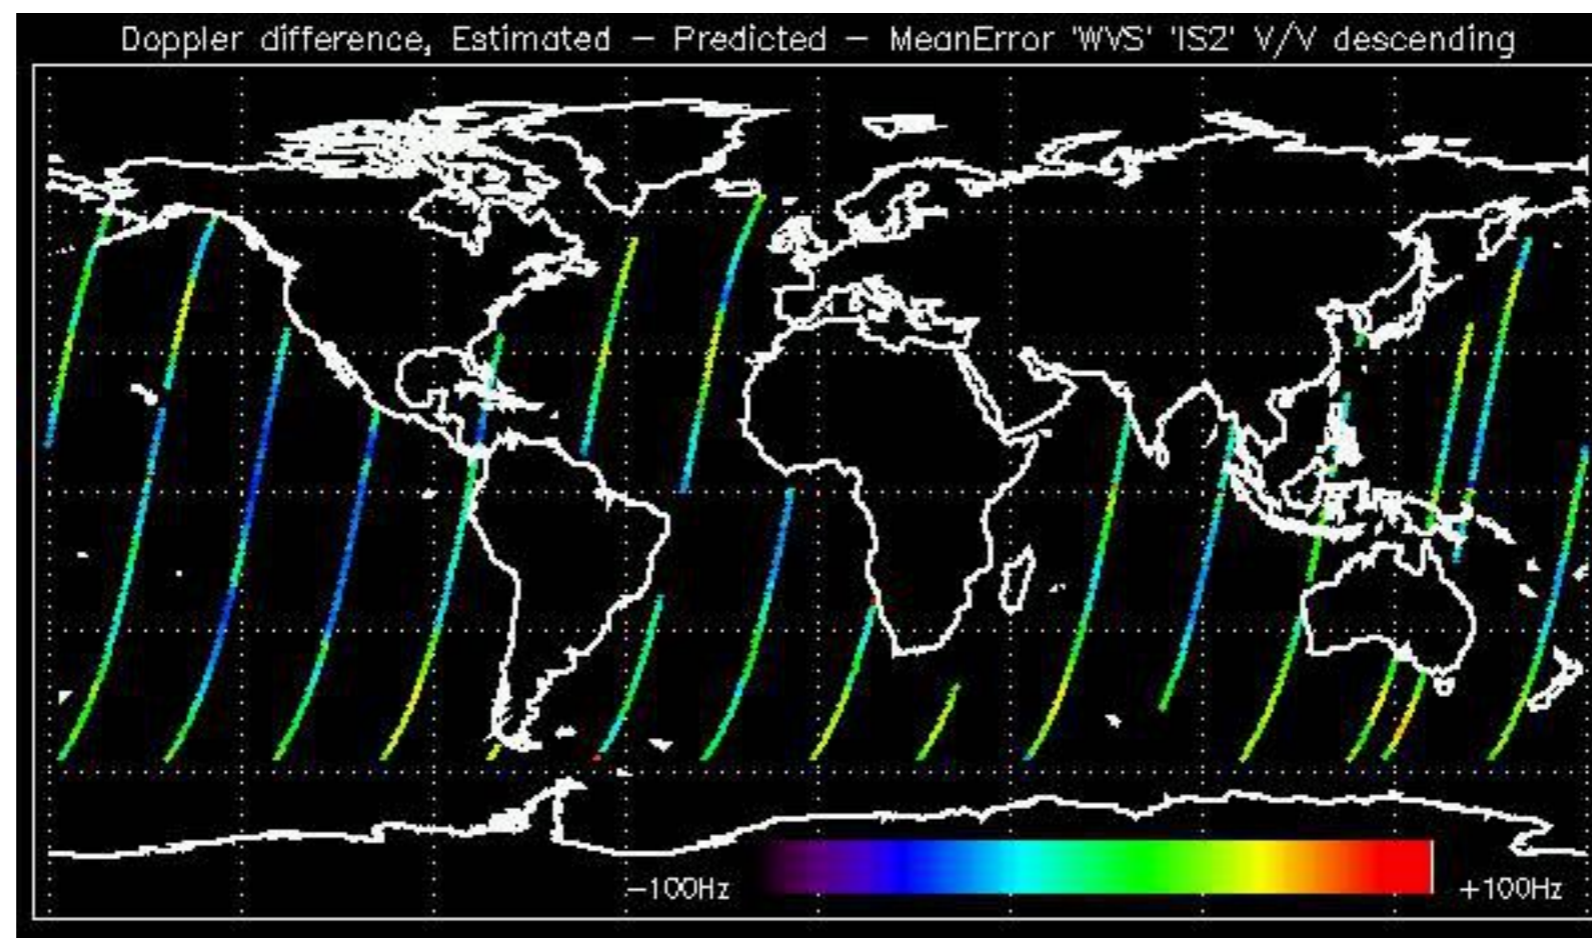 Doppler difference, Estimated – Predicted – MeanError 'WVS' 'IS2' V/V descending
–100Hz
+100Hz